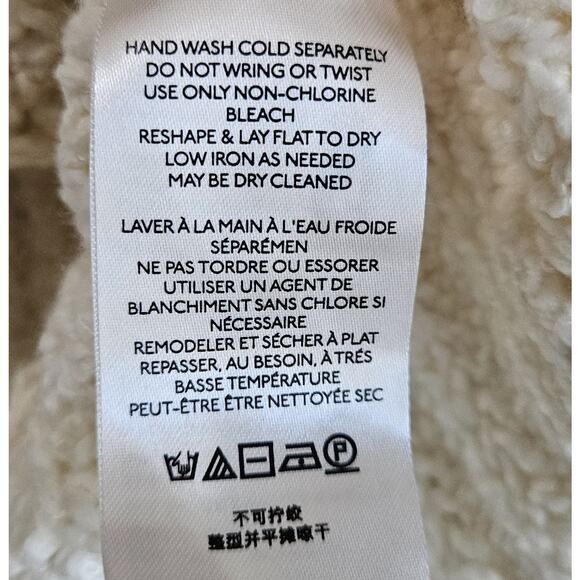 HAND WASH COLD SEPARATELY
DO NOT WRING OR TWIST
USE ONLY NON-CHLORINE
BLEACH
RESHAPE & LAY FLAT TO DRY
LOW IRON AS NEEDED
MAY BE DRY CLEANED
LAVER À LA MAIN À L'EAU FROIDE
SÉPARÉMEN
NE PAS TORDRE OU ESSORER
UTILISER UN AGENT DE
BLANCHIMENT SANS CHLORE SI
NÉCESSAIRE
REMODELER ET SÉCHER À PLAT
REPASSER, AU BESOIN, À TRÉS
BASSE TEMPÉRATURE
PEUT-ÊTRE ÊTRE NETTOYÉE SEC
P
不可拧绞
整型并平摊晾干